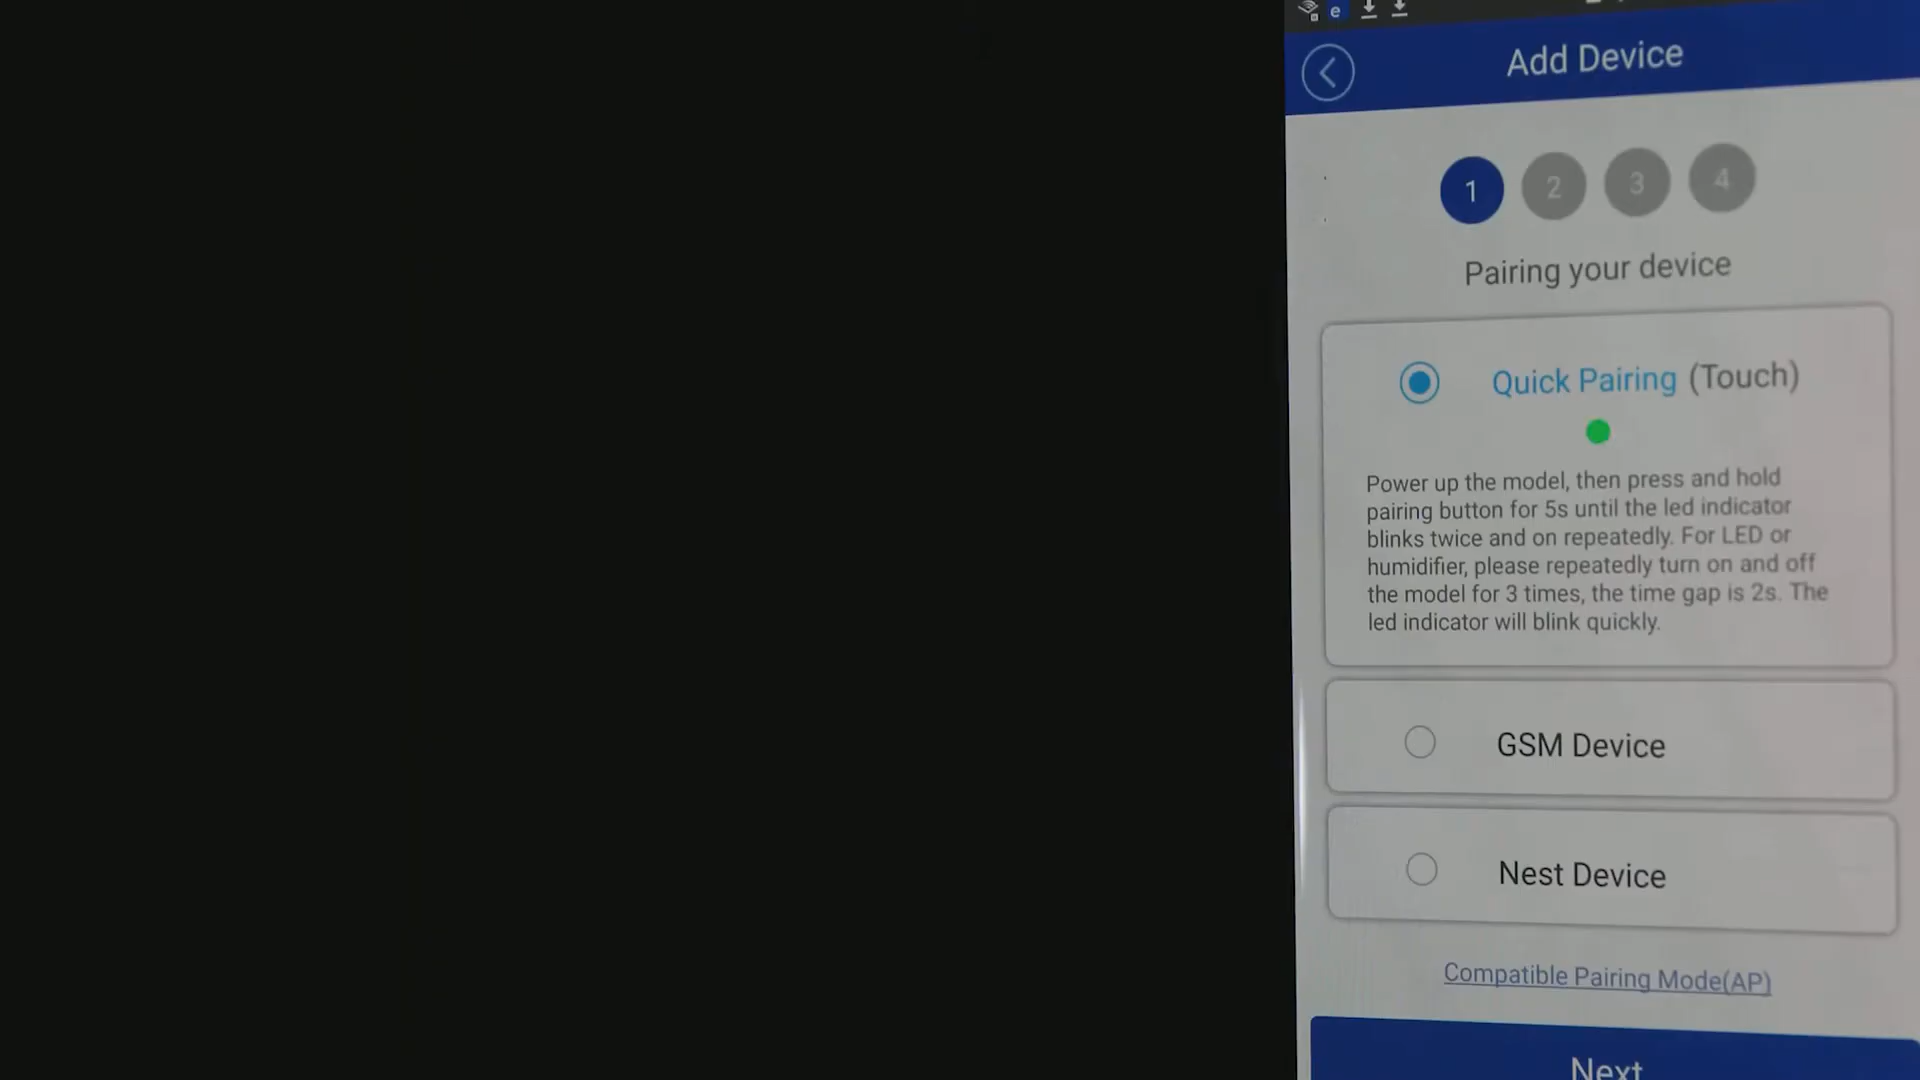 e
Add Device
1 2 3 4
Pairing your device
Quick Pairing (Touch)
Power up the model, then press and hold
pairing button for 5s until the led indicator
blinks twice and on repeatedly. For LED or
humidifier, please repeatedly turn on and off
the model for 3 times, the time gap is 2s. The
led indicator will blink quickly.
GSM Device
Nest Device
Compatible Pairing Mode(AP)
Next